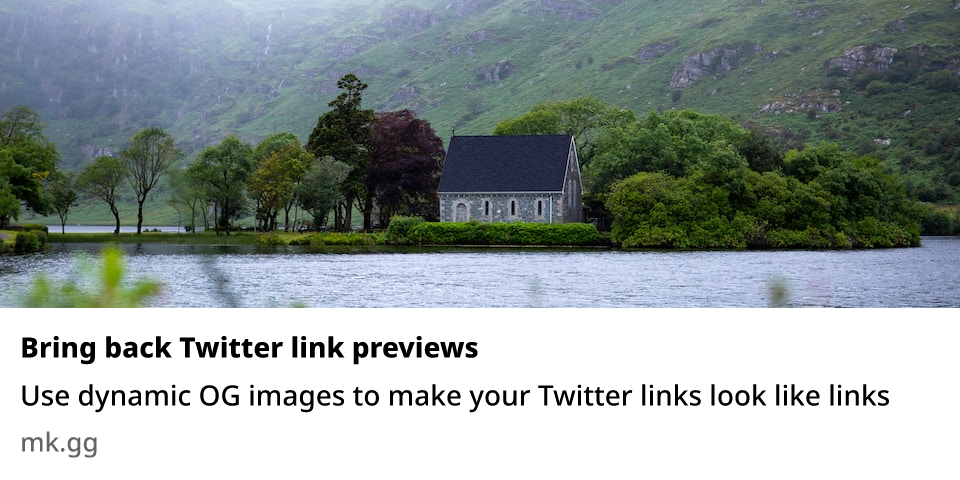 Bring back Twitter link previews
Use dynamic OG images to make your Twitter links look like links
mk.gg